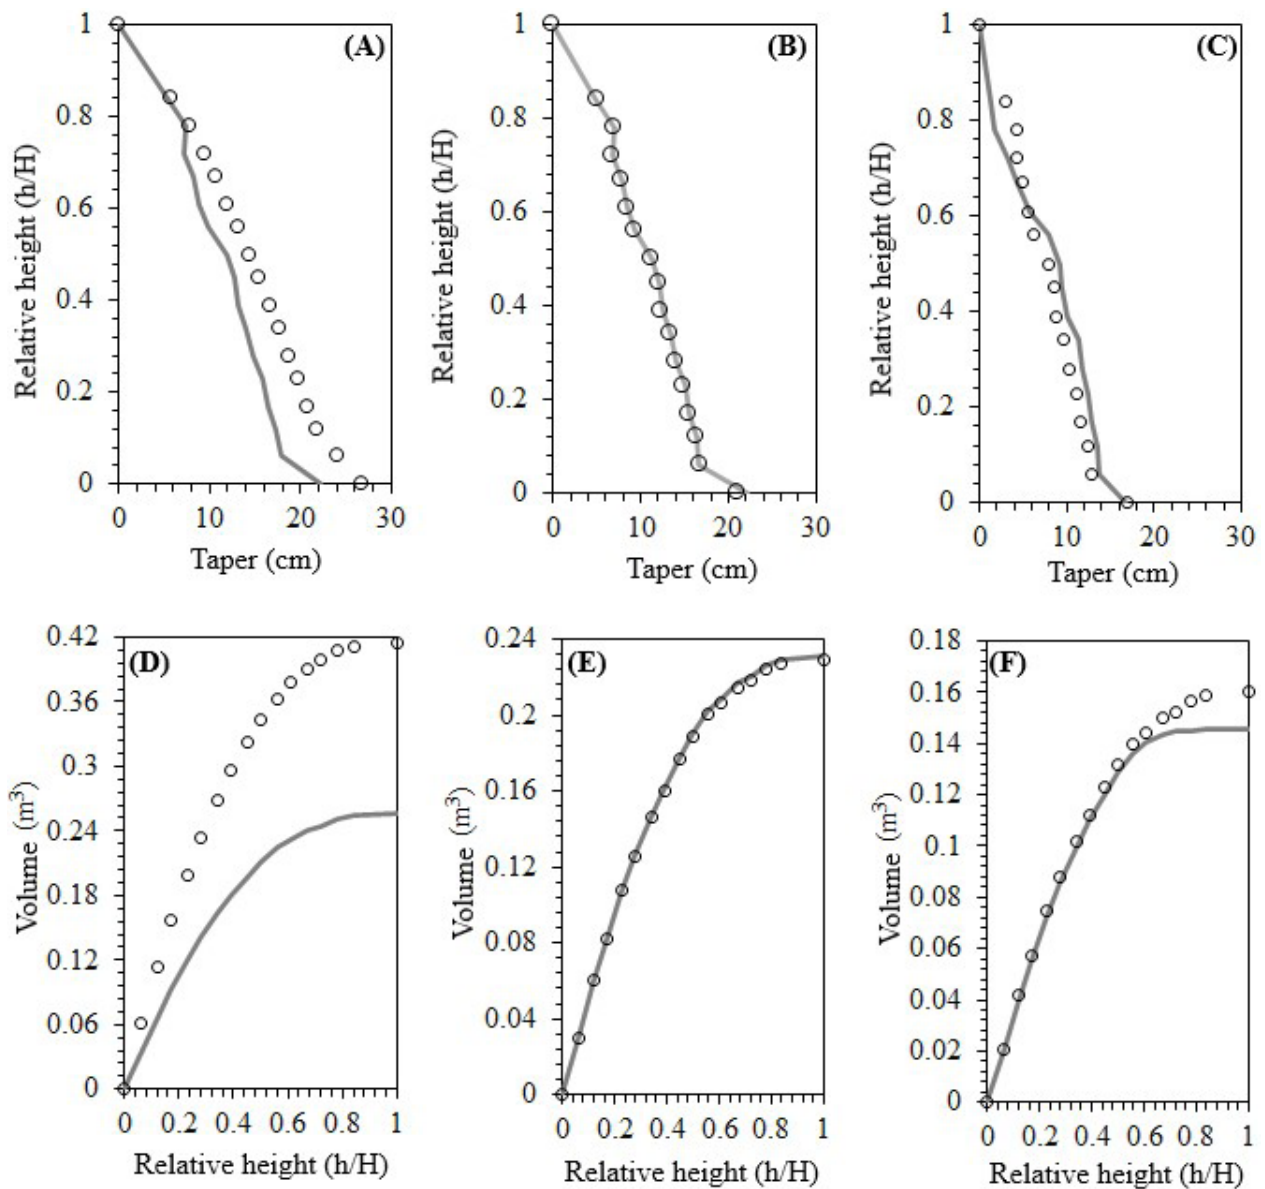 (A)
1
0.8
0.6
0.4
0.2
0
Relative height (h/H)
0 10 20 30
Taper (cm)
(B)
1
0.8
0.6
0.4
0.2
0
Relative height (h/H)
0 10 20 30
Taper (cm)
(C)
1
0.8
0.6
0.4
0.2
0
Relative height (h/H)
0 10 20 30
Taper (cm)
(D)
0.42
0.36
0.3
0.24
0.18
0.12
0.06
0
Volume (m³)
0 0.2 0.4 0.6 0.8 1
Relative height (h/H)
(E)
0.24
0.2
0.16
0.12
0.08
0.04
0
Volume (m³)
0 0.2 0.4 0.6 0.8 1
Relative height (h/H)
(F)
0.18
0.16
0.14
0.12
0.1
0.08
0.06
0.04
0.02
0
Volume (m³)
0 0.2 0.4 0.6 0.8 1
Relative height (h/H)